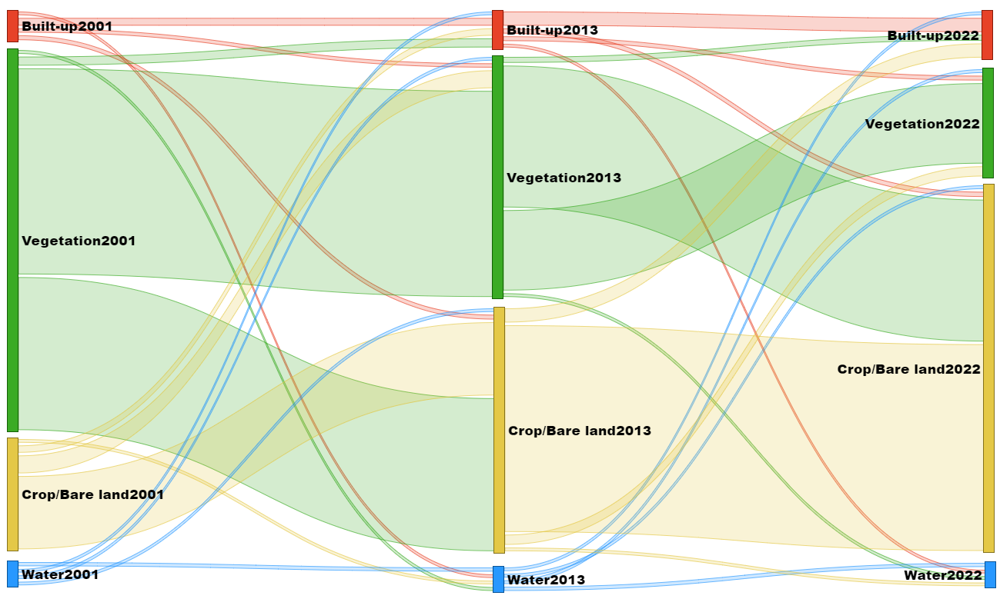 Built-up2001
Built-up2013
Built-up2022
Vegetation2022
Vegetation2013
Vegetation2001
Crop/Bare land2022
Crop/Bare land2013
Crop/Bare land2001
Water2001
Water2013
Water2022